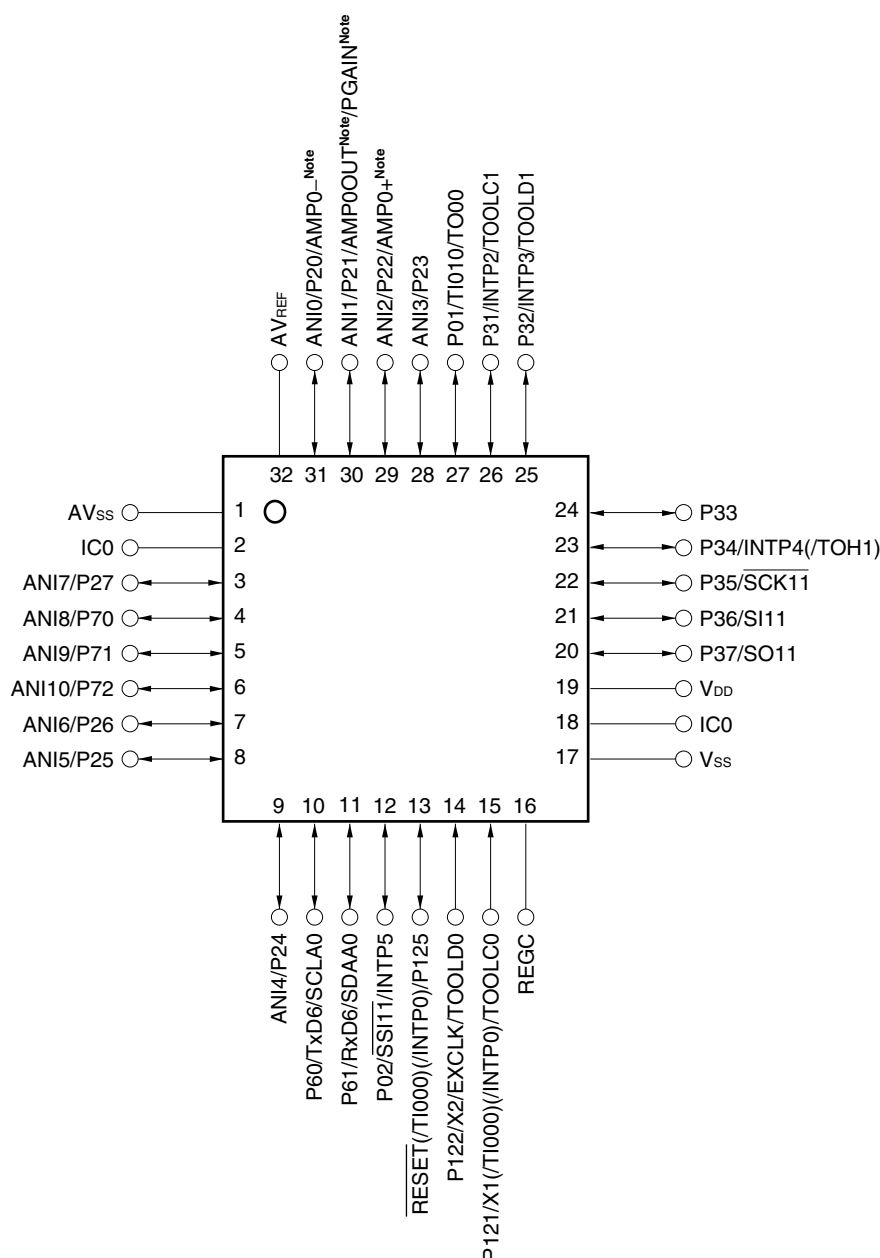 AVREF
ANI0/P20/AMP0−Note
ANI1/P21/AMP0OUTNote/PGAINNote
ANI2/P22/AMP0+Note
ANI3/P23
P01/TI010/TO00
P31/INTP2/TOOLC1
P32/INTP3/TOOLD1
32 31 30 29 28 27 26 25
AVSS 1 24 P33
IC0 2 23 P34/INTP4(/TOH1)
ANI7/P27 3 22 P35/SCK11
ANI8/P70 4 21 P36/SI11
ANI9/P71 5 20 P37/SO11
ANI10/P72 6 19 VDD
ANI6/P26 7 18 IC0
ANI5/P25 8 17 VSS
9 10 11 12 13 14 15 16
ANI4/P24
P60/TxD6/SCLA0
P61/RxD6/SDAA0
P02/SSI11/INTP5
RESET(/TI000)(/INTP0)/P125
P122/X2/EXCLK/TOOLD0
P121/X1(/TI000)(/INTP0)/TOOLC0
REGC